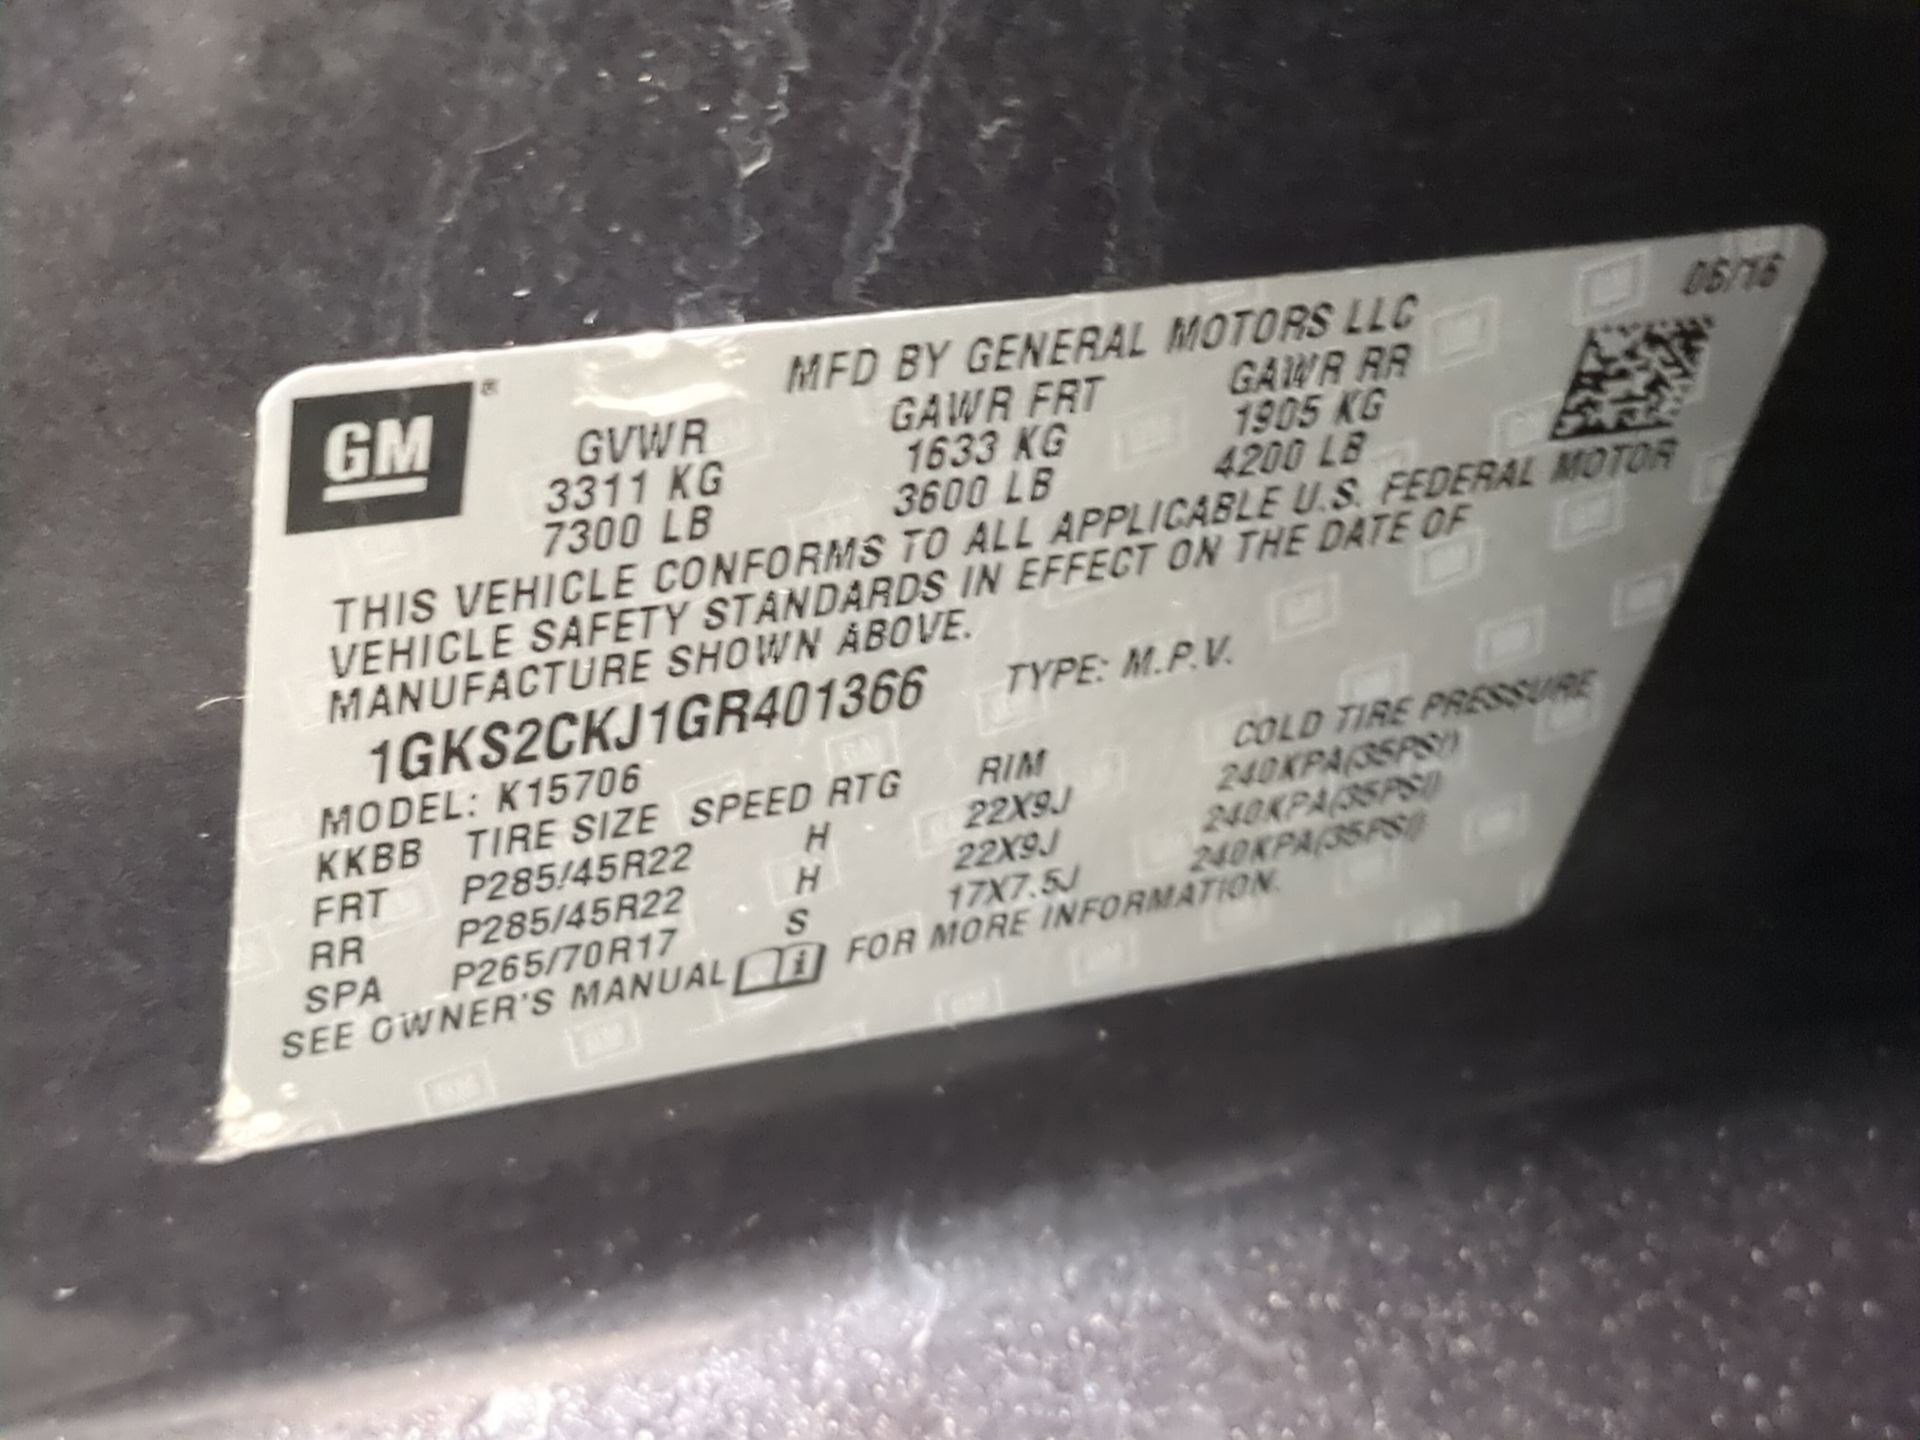 06/16
MFD BY GENERAL MOTORS LLC
GM ®
GVWR GAWR FRT GAWR RR
3311 KG 1633 KG 1905 KG
7300 LB 3600 LB 4200 LB
THIS VEHICLE CONFORMS TO ALL APPLICABLE U.S. FEDERAL MOTOR
VEHICLE SAFETY STANDARDS IN EFFECT ON THE DATE OF
MANUFACTURE SHOWN ABOVE.
1GKS2CKJ1GR401366 TYPE: M.P.V.
MODEL: K15706
KKBB TIRE SIZE SPEED RTG RIM COLD TIRE PRESSURE
FRT P285/45R22 H 22X9J 240KPA(35PSI)
RR P285/45R22 H 22X9J 240KPA(35PSI)
SPA P265/70R17 S 17X7.5J 240KPA(35PSI)
SEE OWNER'S MANUAL i FOR MORE INFORMATION.